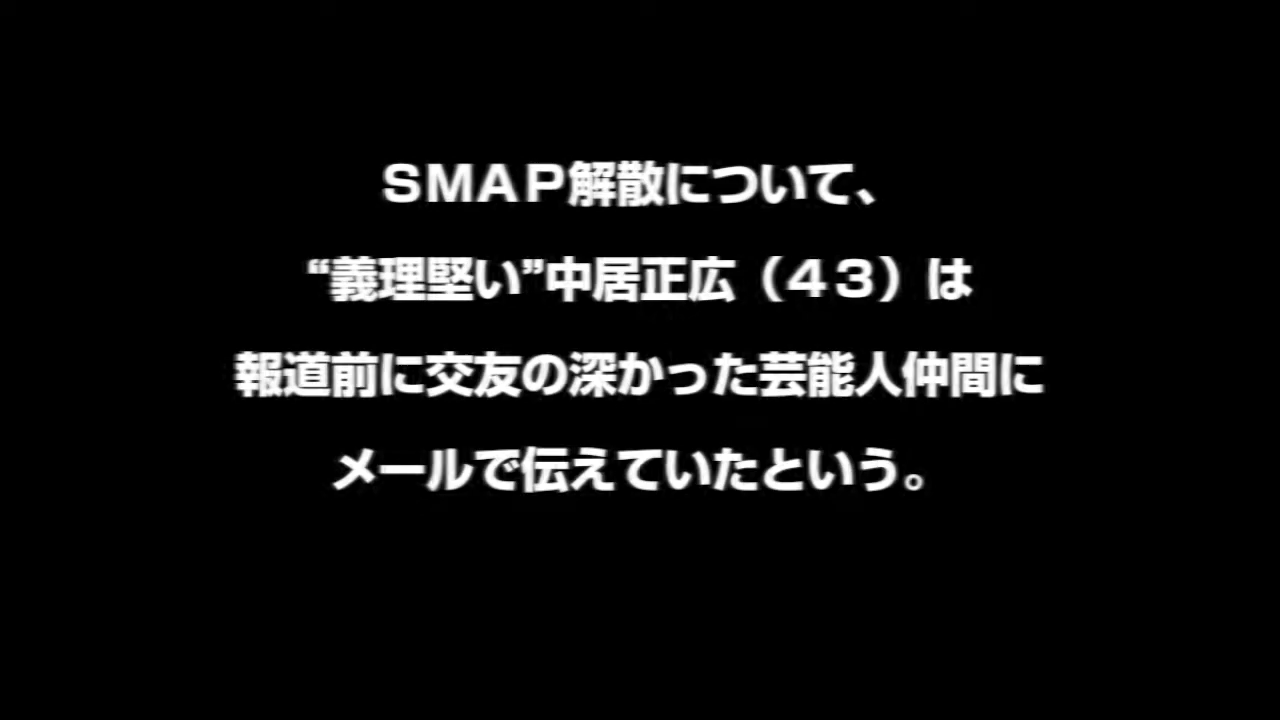 SMAP解散について、
“義理堅い”中居正広（４３）は
報道前に交友の深かった芸能人仲間に
メールで伝えていたという。